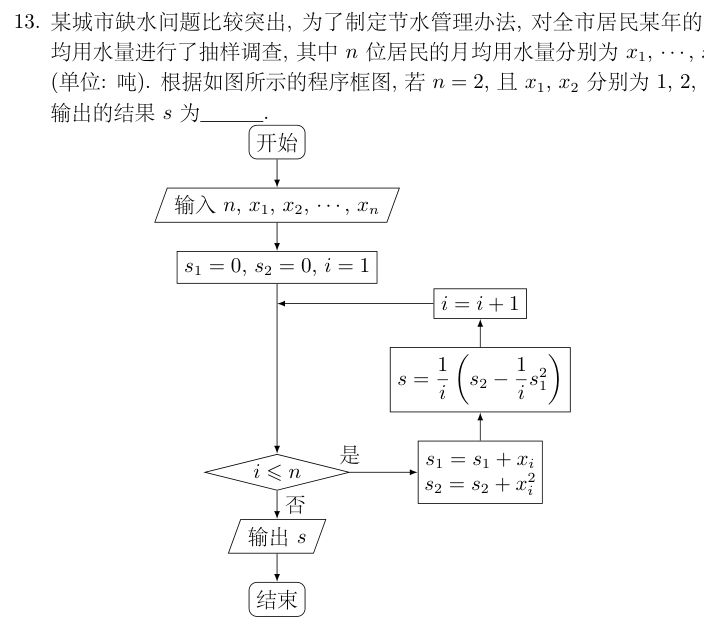 13. 某城市缺水问题比较突出, 为了制定节水管理办法, 对全市居民某年的
均用水量进行了抽样调查, 其中 n 位居民的月均用水量分别为 x₁, ⋯,
(单位: 吨). 根据如图所示的程序框图, 若 n = 2, 且 x₁, x₂ 分别为 1, 2,
输出的结果 s 为______.
开始
输入 n, x₁, x₂, ⋯, xₙ
s₁ = 0, s₂ = 0, i = 1
i = i + 1
s = 1/i (s₂ − 1/i s₁²)
是
i ⩽ n
s₁ = s₁ + xᵢ
s₂ = s₂ + xᵢ²
否
输出 s
结束